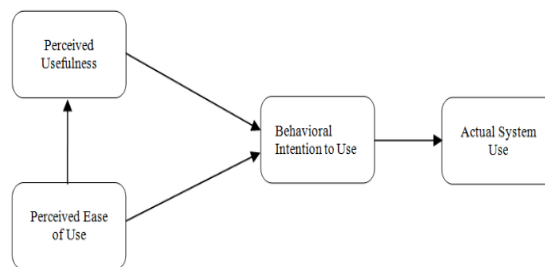 Perceived
Usefulness
Behavioral
Intention to Use
Actual System
Use
Perceived Ease
of Use